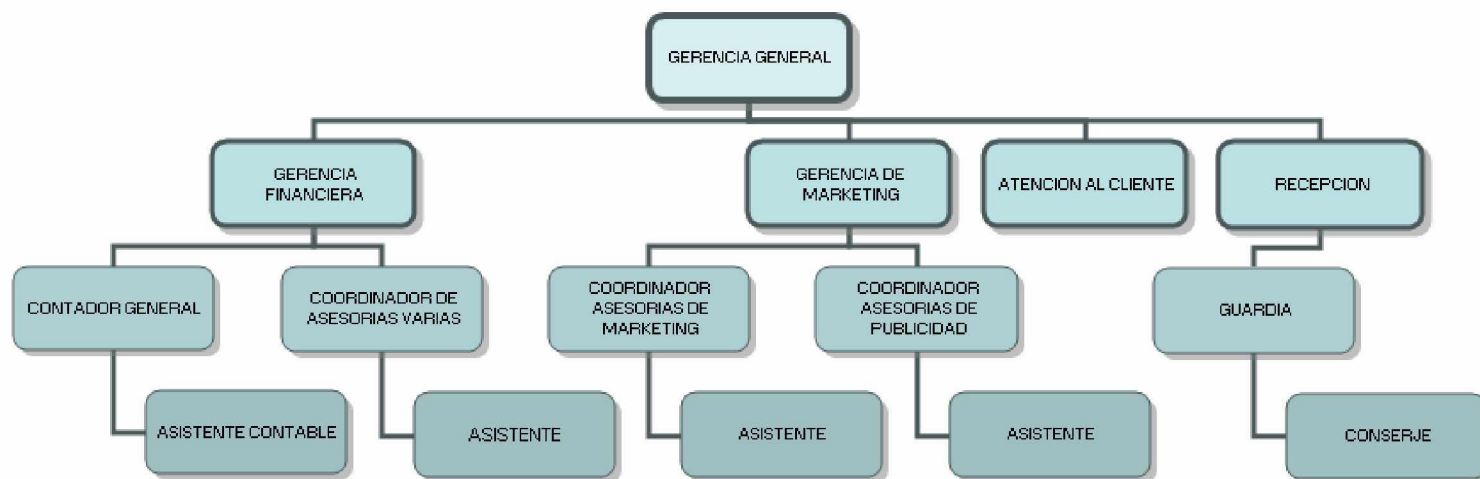 GERENCIA GENERAL
GERENCIA
FINANCIERA
GERENCIA DE
MARKETING
ATENCION AL CLIENTE
RECEPCION
CONTADOR GENERAL
COORDINADOR DE
ASESORIAS VARIAS
COORDINADOR
ASESORIAS DE
MARKETING
COORDINADOR
ASESORIAS DE
PUBLICIDAD
GUARDIA
ASISTENTE CONTABLE
ASISTENTE
ASISTENTE
ASISTENTE
CONSERJE